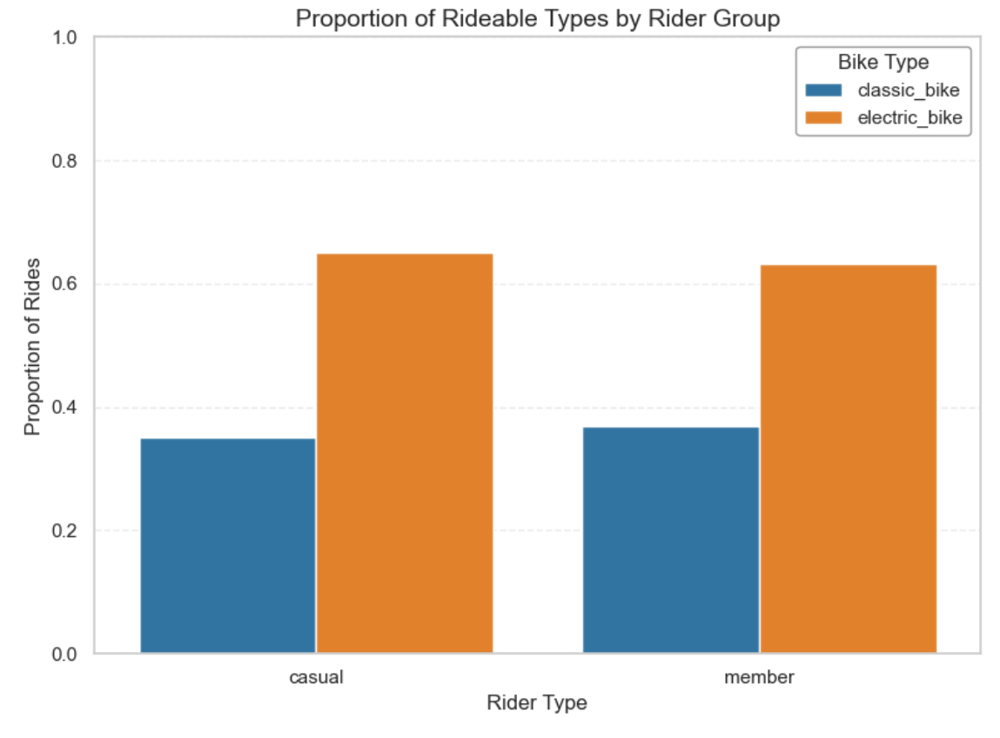 Proportion of Rideable Types by Rider Group
Bike Type
classic_bike
electric_bike
Proportion of Rides
1.0
0.8
0.6
0.4
0.2
0.0
casual
member
Rider Type